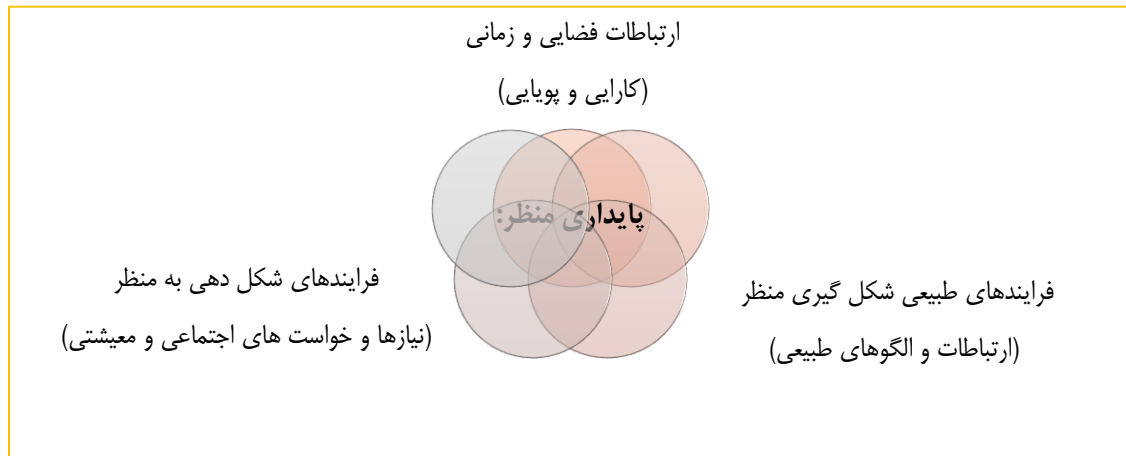 ارتباطات فضایی و زمانی
(کارایی و پویایی)
پایداری منظر:
فرایندهای طبیعی شکل گیری منظر
(ارتباطات و الگوهای طبیعی)
فرایندهای شکل دهی به منظر
(نیازها و خواست های اجتماعی و معیشتی)